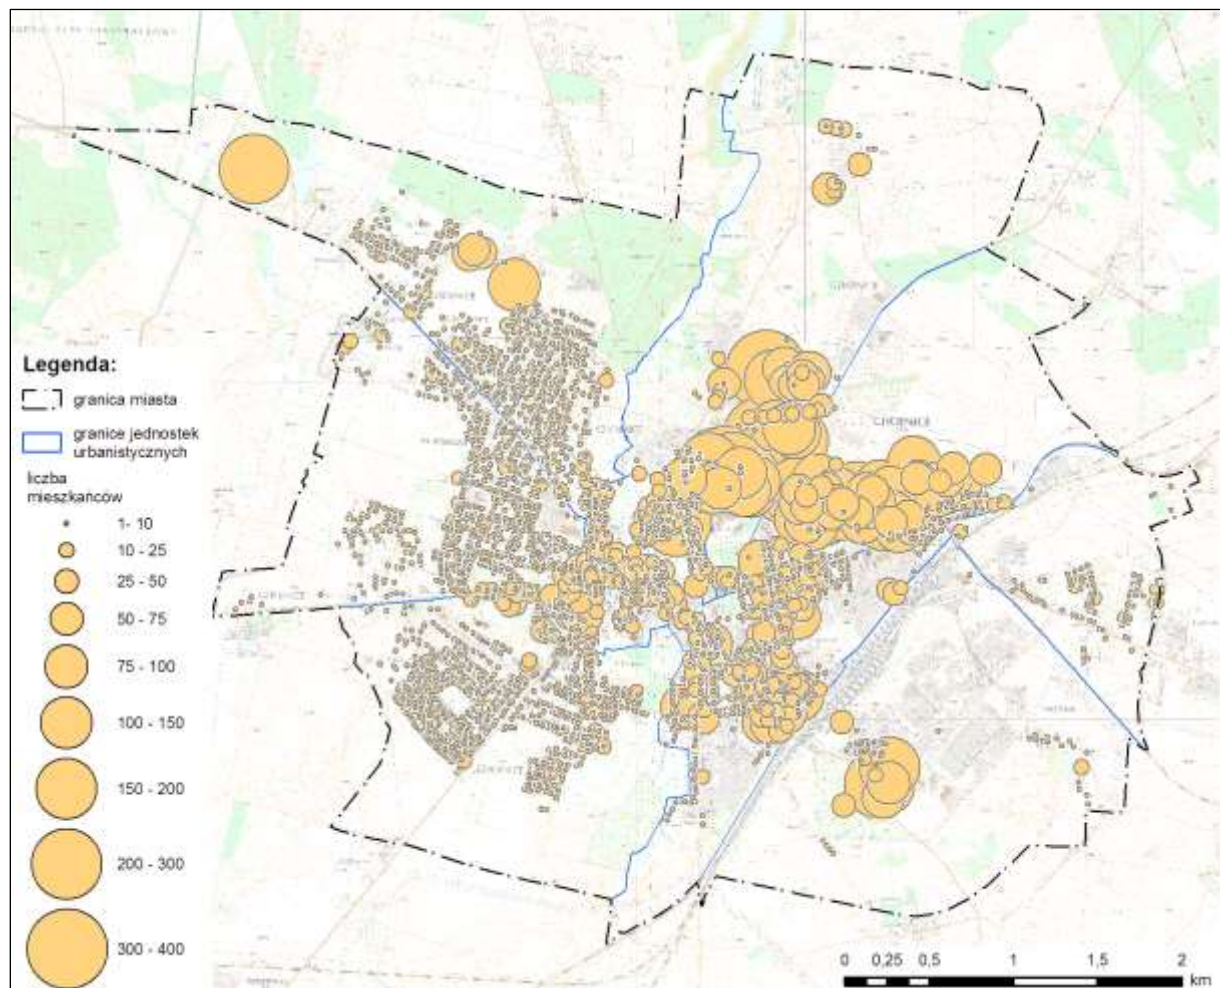 Legenda:
granica miasta
granice jednostek
urbanistycznych
liczba
mieszkańców
1- 10
10 - 25
25 - 50
50 - 75
75 - 100
100 - 150
150 - 200
200 - 300
300 - 400
0 0,25 0,5 1 1,5 2
km